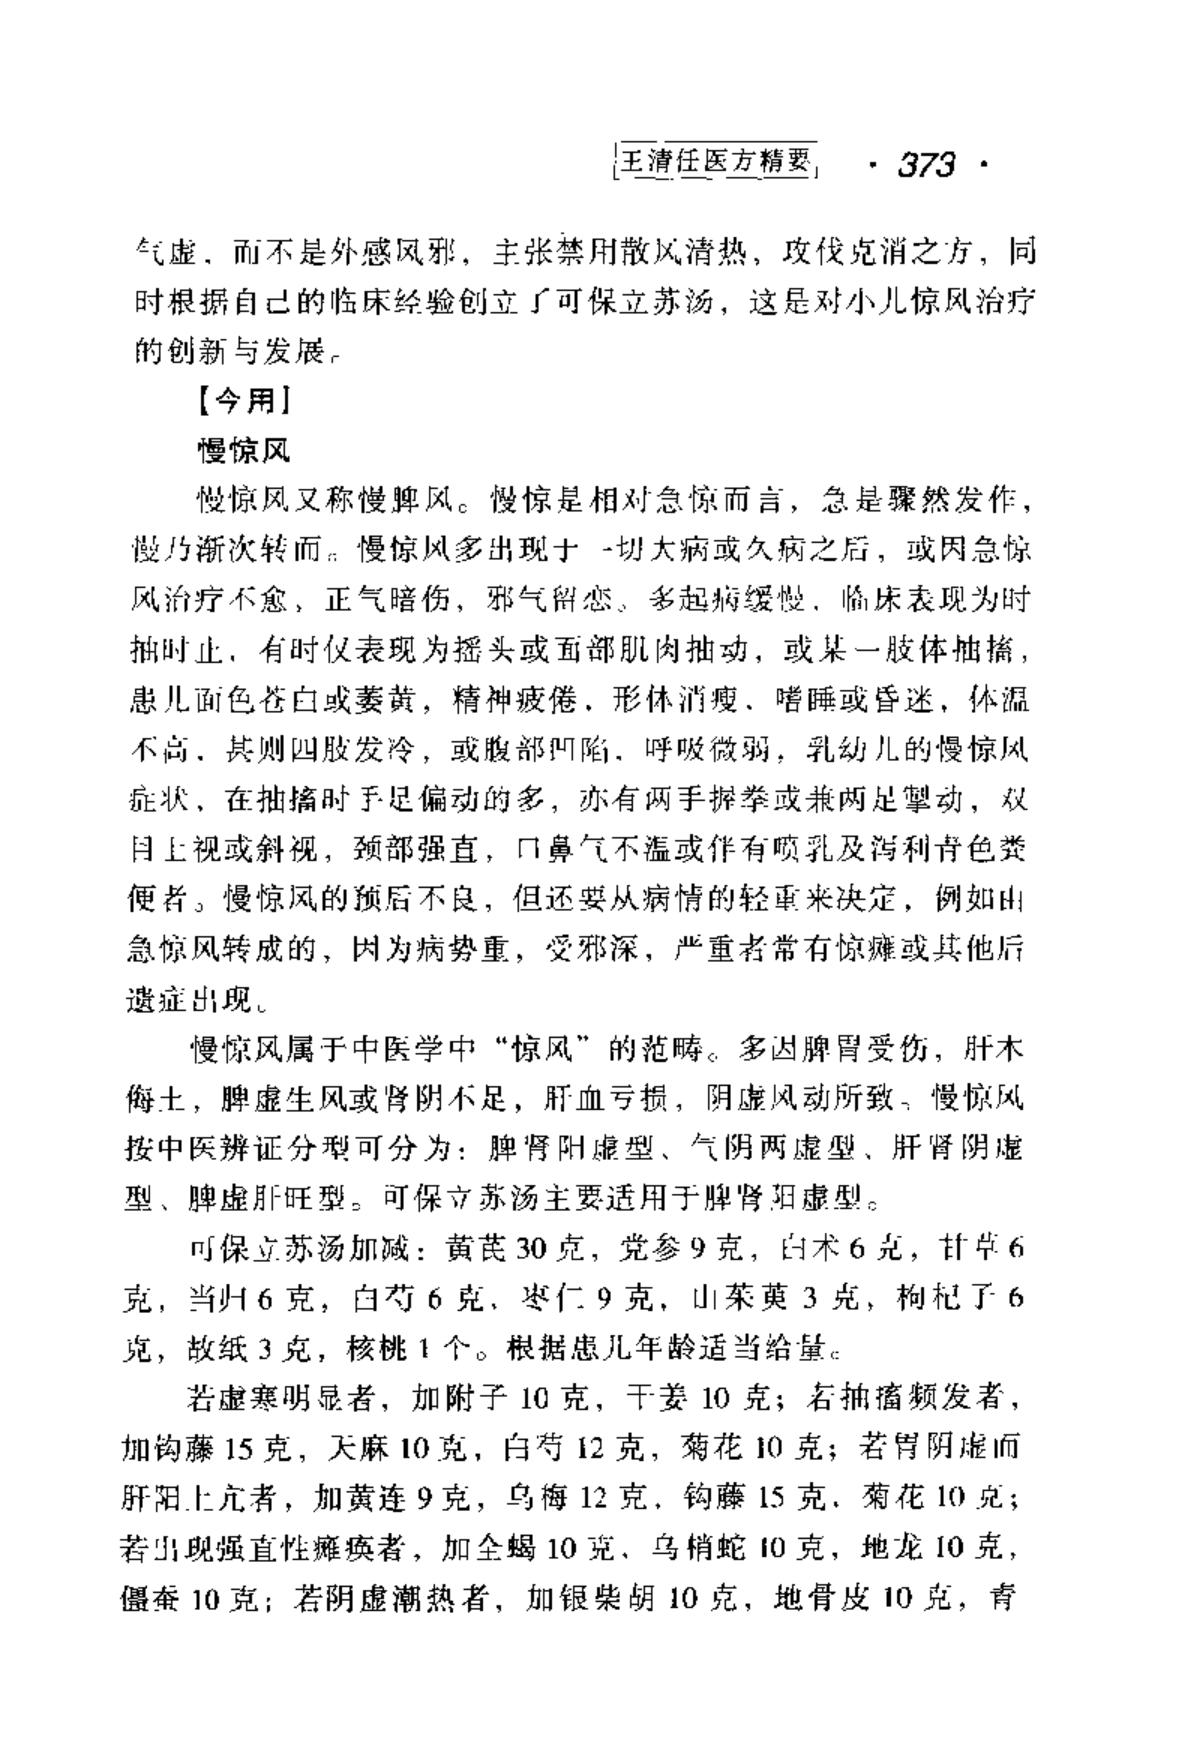 王清任医方精要 · 373 ·
气虚，而不是外感风邪，主张禁用散风清热，攻伐克消之方，同
时根据自己的临床经验创立了可保立苏汤，这是对小儿惊风治疗
的创新与发展。
【今用】
慢惊风
慢惊风又称慢脾风。慢惊是相对急惊而言，急是骤然发作，
慢乃渐次转而。慢惊风多出现于一切大病或久病之后，或因急惊
风治疗不愈，正气暗伤，邪气留恋。多起病缓慢，临床表现为时
抽时止，有时仅表现为摇头或面部肌肉抽动，或某一肢体抽搐，
患儿面色苍白或萎黄，精神疲倦，形体消瘦，嗜睡或昏迷，体温
不高，甚则四肢发冷，或腹部凹陷，呼吸微弱，乳幼儿的慢惊风
症状，在抽搐时手足偏动的多，亦有两手握拳或兼两足掣动，双
目上视或斜视，颈部强直，口鼻气不温或伴有喷乳及泻利青色粪
便者。慢惊风的预后不良，但还要从病情的轻重来决定，例如由
急惊风转成的，因为病势重，受邪深，严重者常有惊瘫或其他后
遗症出现。
慢惊风属于中医学中“惊风”的范畴。多因脾胃受伤，肝木
侮土，脾虚生风或肾阴不足，肝血亏损，阴虚风动所致。慢惊风
按中医辨证分型可分为：脾肾阳虚型、气阴两虚型、肝肾阴虚
型、脾虚肝旺型。可保立苏汤主要适用于脾肾阳虚型。
可保立苏汤加减：黄芪 30 克，党参 9 克，白术 6 克，甘草 6
克，当归 6 克，白芍 6 克，枣仁 9 克，山茱萸 3 克，枸杞子 6
克，故纸 3 克，核桃 1 个。根据患儿年龄适当给量。
若虚寒明显者，加附子 10 克，干姜 10 克；若抽搐频发者，
加钩藤 15 克，天麻 10 克，白芍 12 克，菊花 10 克；若胃阴虚而
肝阳上亢者，加黄连 9 克，乌梅 12 克，钩藤 15 克，菊花 10 克；
若出现强直性瘫痪者，加全蝎 10 克，乌梢蛇 10 克，地龙 10 克，
僵蚕 10 克；若阴虚潮热者，加银柴胡 10 克，地骨皮 10 克，青